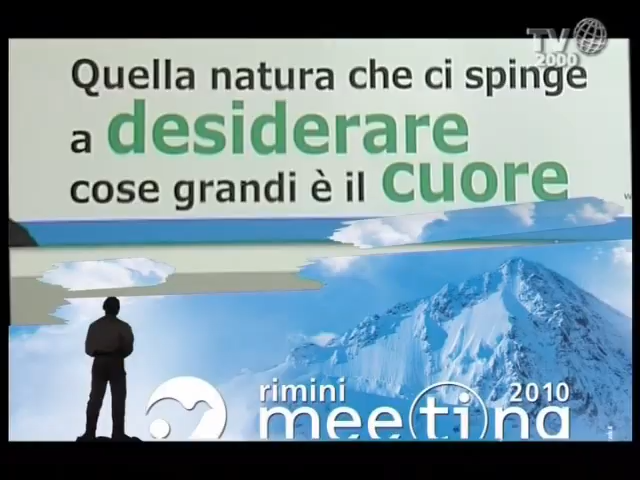 TV
2000
Quella natura che ci spinge
a desiderare
cose grandi è il cuore
rimini 2010
meeting